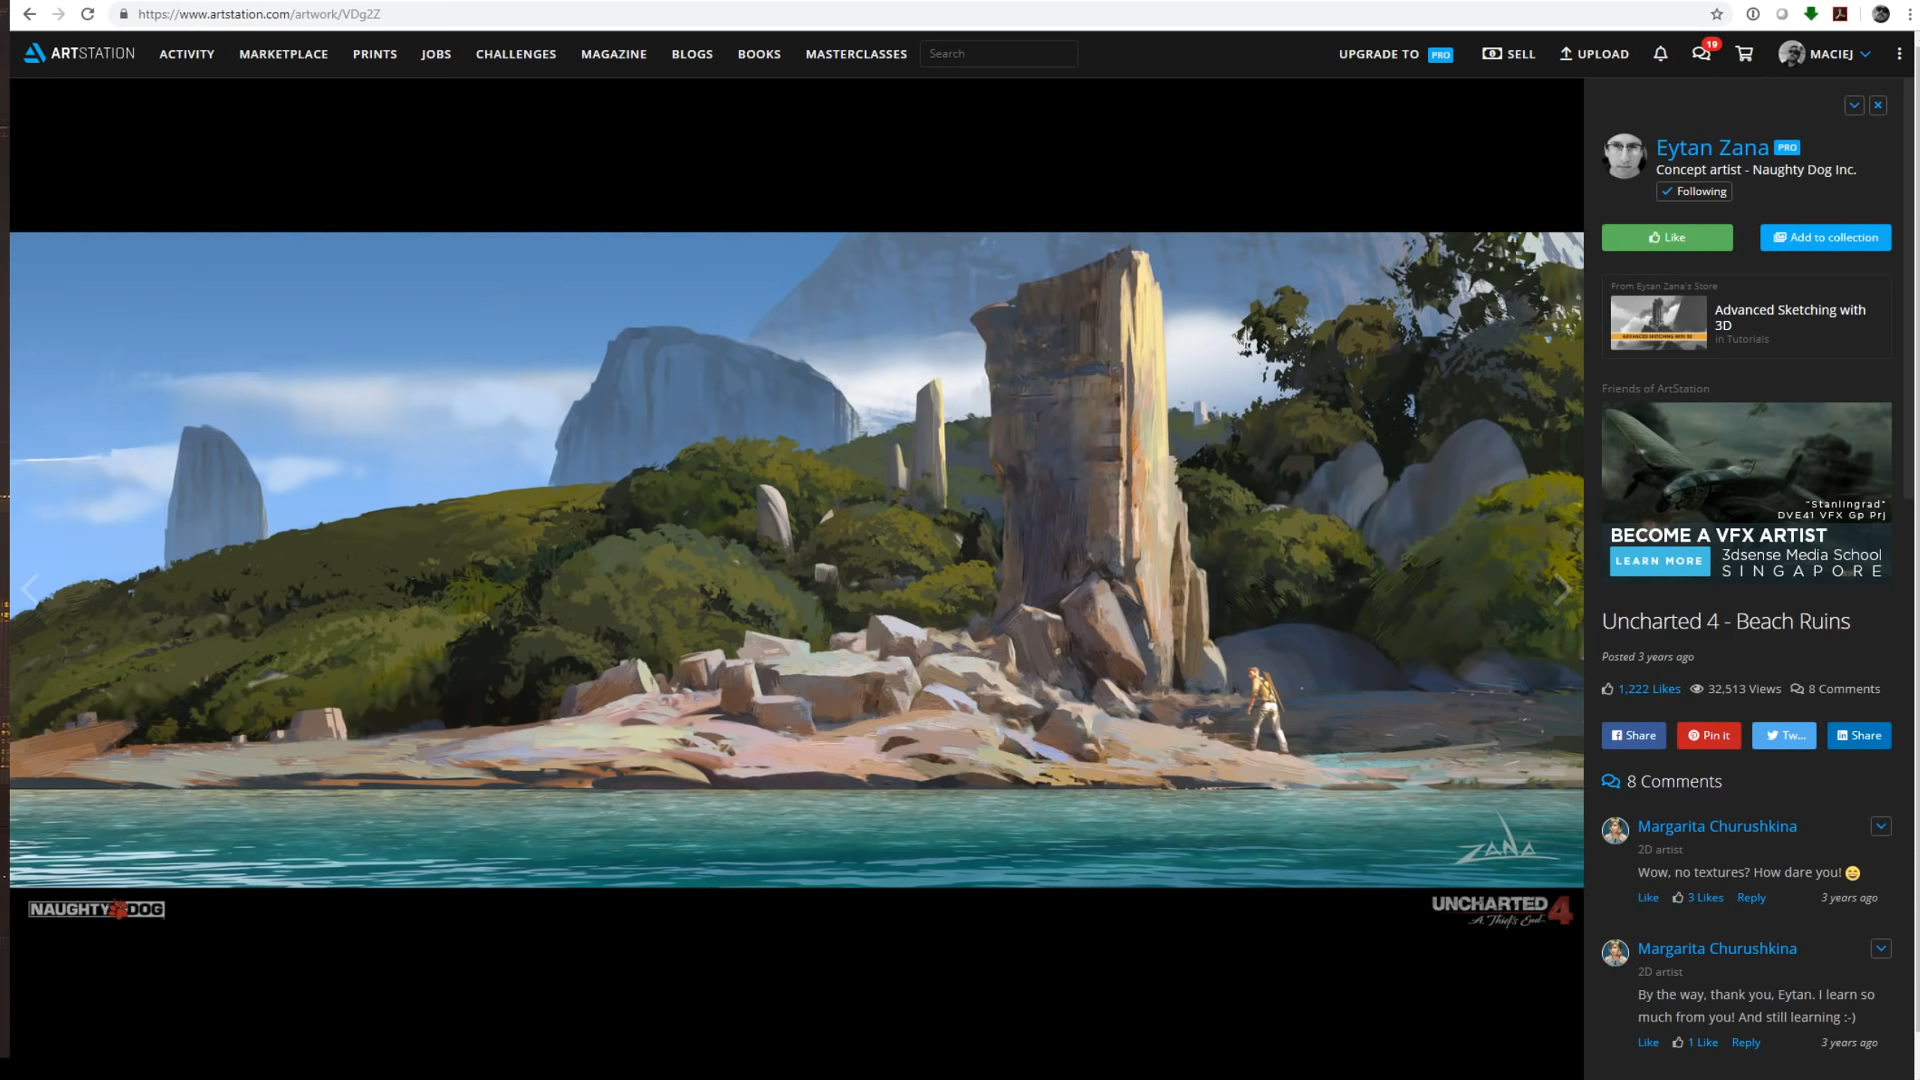 https://www.artstation.com/artwork/VDg2Z
ARTSTATION
ACTIVITY
MARKETPLACE
PRINTS
JOBS
CHALLENGES
MAGAZINE
BLOGS
BOOKS
MASTERCLASSES
Search
UPGRADE TO PRO
SELL
UPLOAD
19
MACIEJ
Eytan Zana PRO
Concept artist - Naughty Dog Inc.
Following
Like
Add to collection
From Eytan Zana's Store
ADVANCED SKETCHING WITH 3D
Advanced Sketching with
3D
in Tutorials
Friends of ArtStation
"Stanlingrad"
DVE41 VFX Gp Prj
BECOME A VFX ARTIST
LEARN MORE
3dsense Media School
SINGAPORE
Uncharted 4 - Beach Ruins
Posted 3 years ago
1,222 Likes 32,513 Views 8 Comments
Share
Pin it
Tw...
Share
8 Comments
Margarita Churushkina
2D artist
Wow, no textures? How dare you! 😄
Like 3 Likes Reply 3 years ago
Margarita Churushkina
2D artist
By the way, thank you, Eytan. I learn so
much from you! And still learning :-)
Like 1 Like Reply 3 years ago
ZANA
NAUGHTY DOG
UNCHARTED 4
A Thief's End